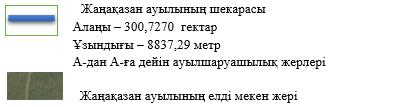 Жаңақазан ауылының шекарасы
Алаңы – 300,7270 гектар
Ұзындығы – 8837,29 метр
А-дан А-ға дейін ауылшаруашылық жерлері
Жаңақазан ауылының елді мекен жері